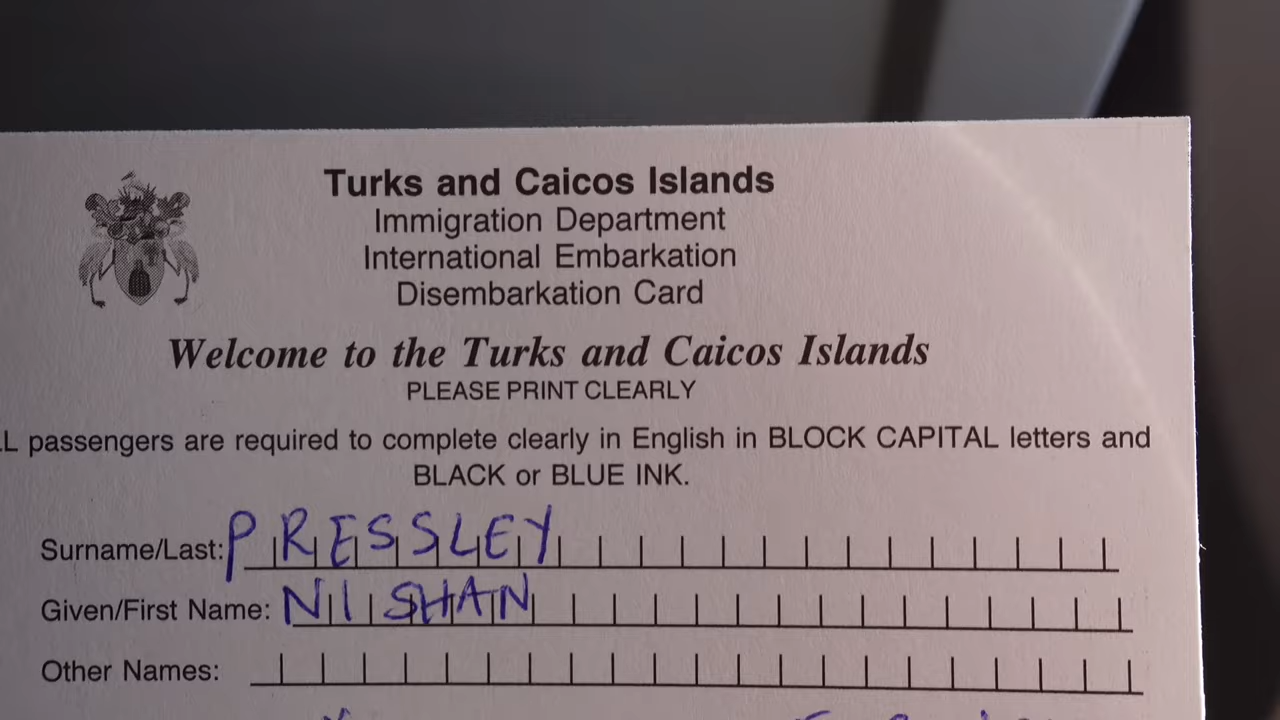 Turks and Caicos Islands
Immigration Department
International Embarkation
Disembarkation Card
Welcome to the Turks and Caicos Islands
PLEASE PRINT CLEARLY
passengers are required to complete clearly in English in BLOCK CAPITAL letters and
BLACK or BLUE INK.
Surname/Last: PRESSLEY
Given/First Name: NISHAN
Other Names: